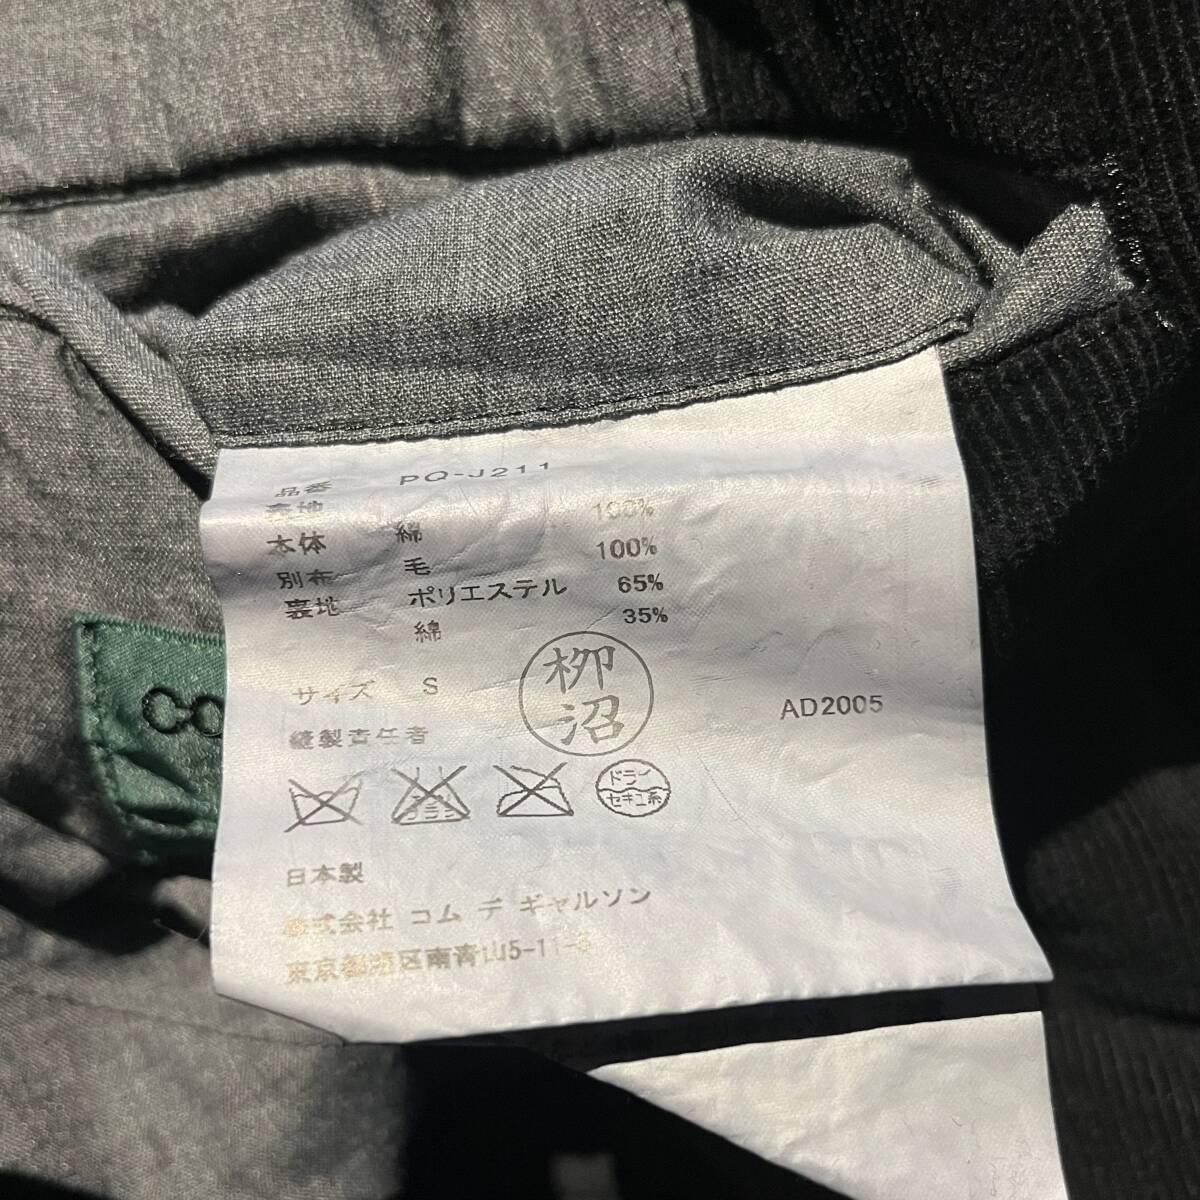 品番 PQ-J211
表地
本体 綿 100%
別布 毛 100%
裏地 ポリエステル 65%
綿 35%
サイズ S
柳沼
AD2005
縫製責任者
ドライ
セキユ系
日本製
株式会社 コム デ ギャルソン
東京都港区南青山5-11-5